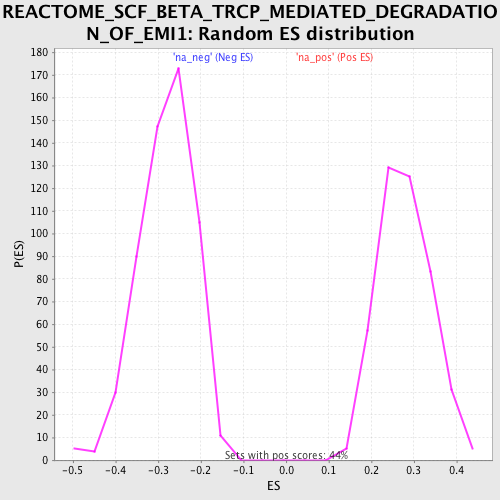 REACTOME_SCF_BETA_TRCP_MEDIATED_DEGRADATIO
N_OF_EMI1: Random ES distribution
'na_neg' (Neg ES) 'na_pos' (Pos ES)
180
170
160
150
140
130
120
110
100
90
80
70
60
50
40
30
20
10
0
P(ES)
Sets with pos scores: 44%
-0.5 -0.4 -0.3 -0.2 -0.1 0.0 0.1 0.2 0.3 0.4
ES